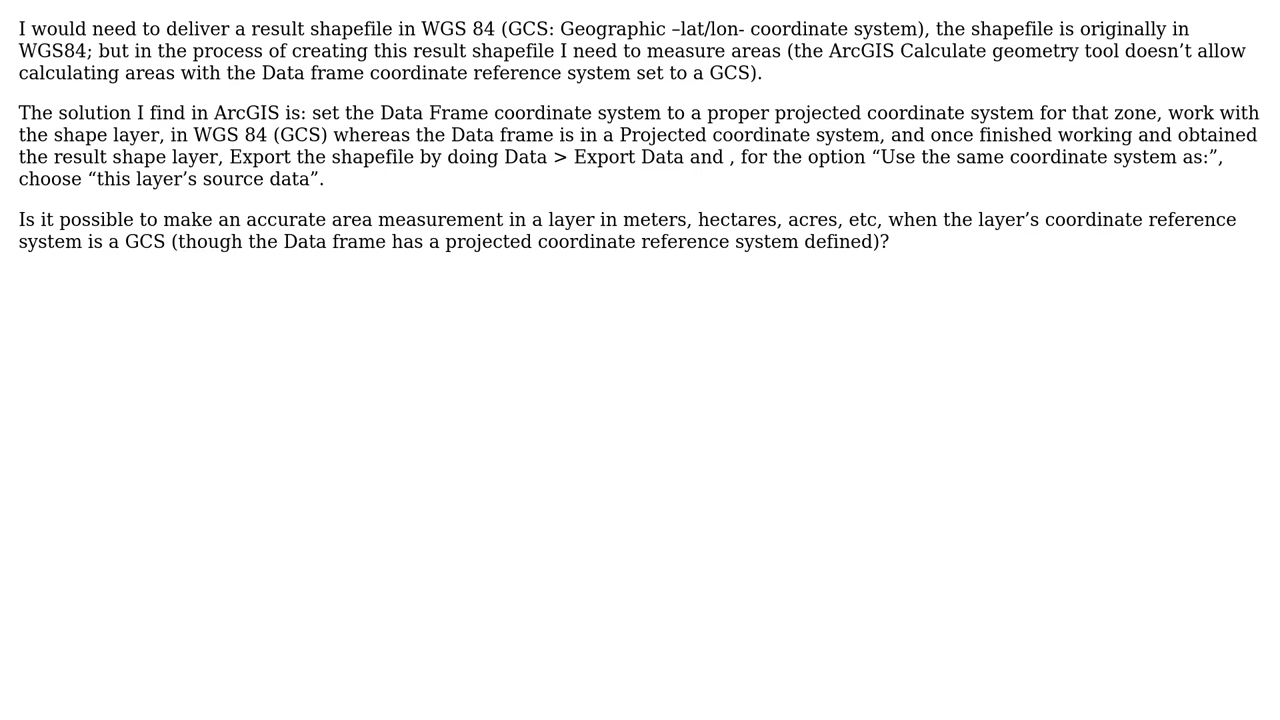 I would need to deliver a result shapefile in WGS 84 (GCS: Geographic –lat/lon- coordinate system), the shapefile is originally in
WGS84; but in the process of creating this result shapefile I need to measure areas (the ArcGIS Calculate geometry tool doesn’t allow
calculating areas with the Data frame coordinate reference system set to a GCS).
The solution I find in ArcGIS is: set the Data Frame coordinate system to a proper projected coordinate system for that zone, work with
the shape layer, in WGS 84 (GCS) whereas the Data frame is in a Projected coordinate system, and once finished working and obtained
the result shape layer, Export the shapefile by doing Data > Export Data and , for the option “Use the same coordinate system as:”,
choose “this layer’s source data”.
Is it possible to make an accurate area measurement in a layer in meters, hectares, acres, etc, when the layer’s coordinate reference
system is a GCS (though the Data frame has a projected coordinate reference system defined)?